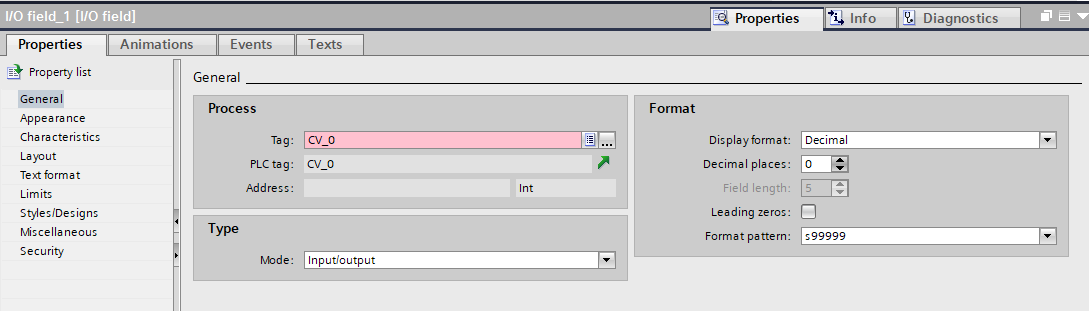 I/O field_1 [I/O field]
Properties Info Diagnostics
Properties Animations Events Texts
Property list
General
Appearance
Characteristics
Layout
Text format
Limits
Styles/Designs
Miscellaneous
Security
General
Process
Tag: CV_0 ...
PLC tag: CV_0
Address: Int
Type
Mode: Input/output
Format
Display format: Decimal
Decimal places: 0
Field length: 5
Leading zeros:
Format pattern: s99999